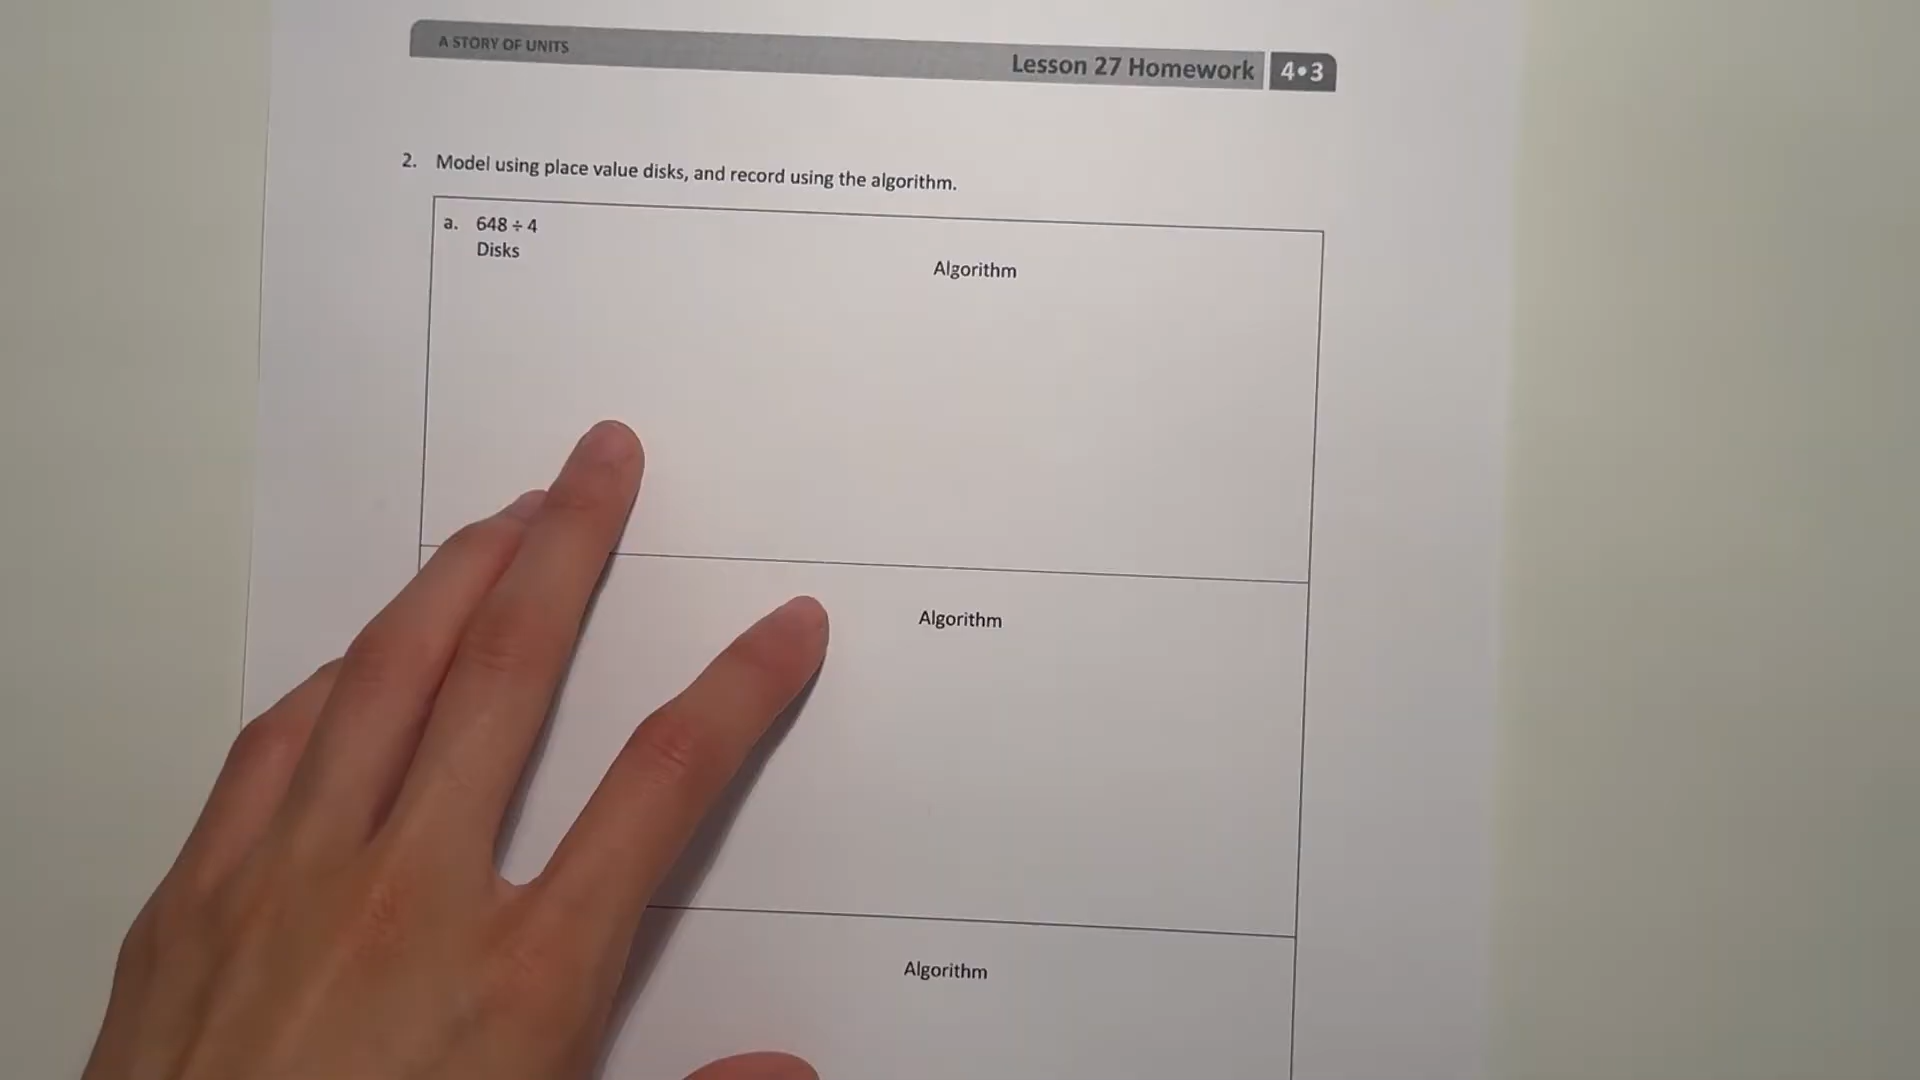 A STORY OF UNITS
Lesson 27 Homework 4•3
2. Model using place value disks, and record using the algorithm.
a. 648 ÷ 4
Disks
Algorithm
Algorithm
Algorithm